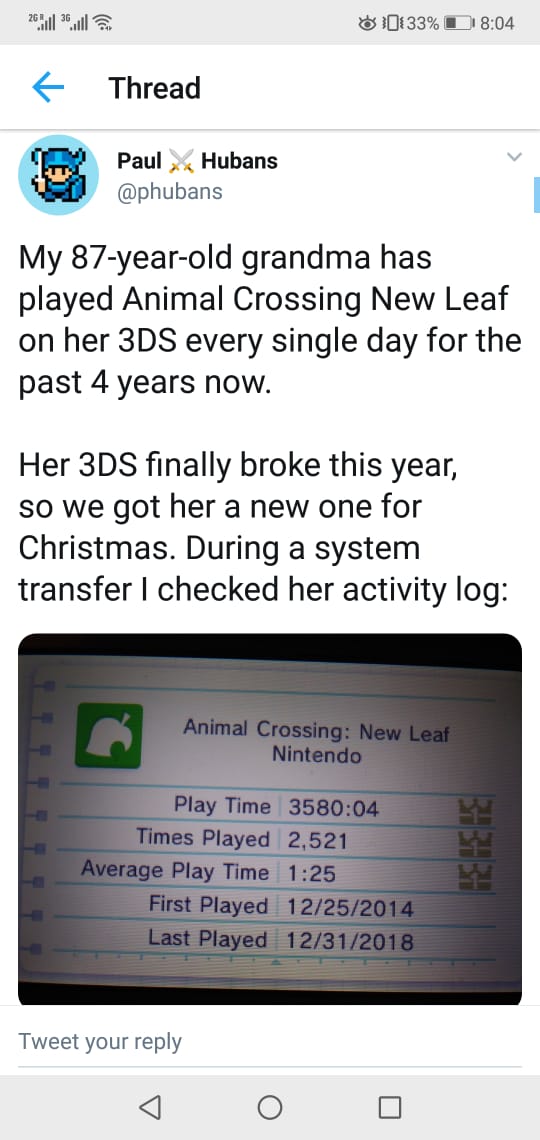 2G R 3G 33% 8:04
Thread
Paul ⚔ Hubans
@phubans
My 87-year-old grandma has
played Animal Crossing New Leaf
on her 3DS every single day for the
past 4 years now.
Her 3DS finally broke this year,
so we got her a new one for
Christmas. During a system
transfer I checked her activity log:
Animal Crossing: New Leaf
Nintendo
Play Time 3580:04
Times Played 2,521
Average Play Time 1:25
First Played 12/25/2014
Last Played 12/31/2018
Tweet your reply